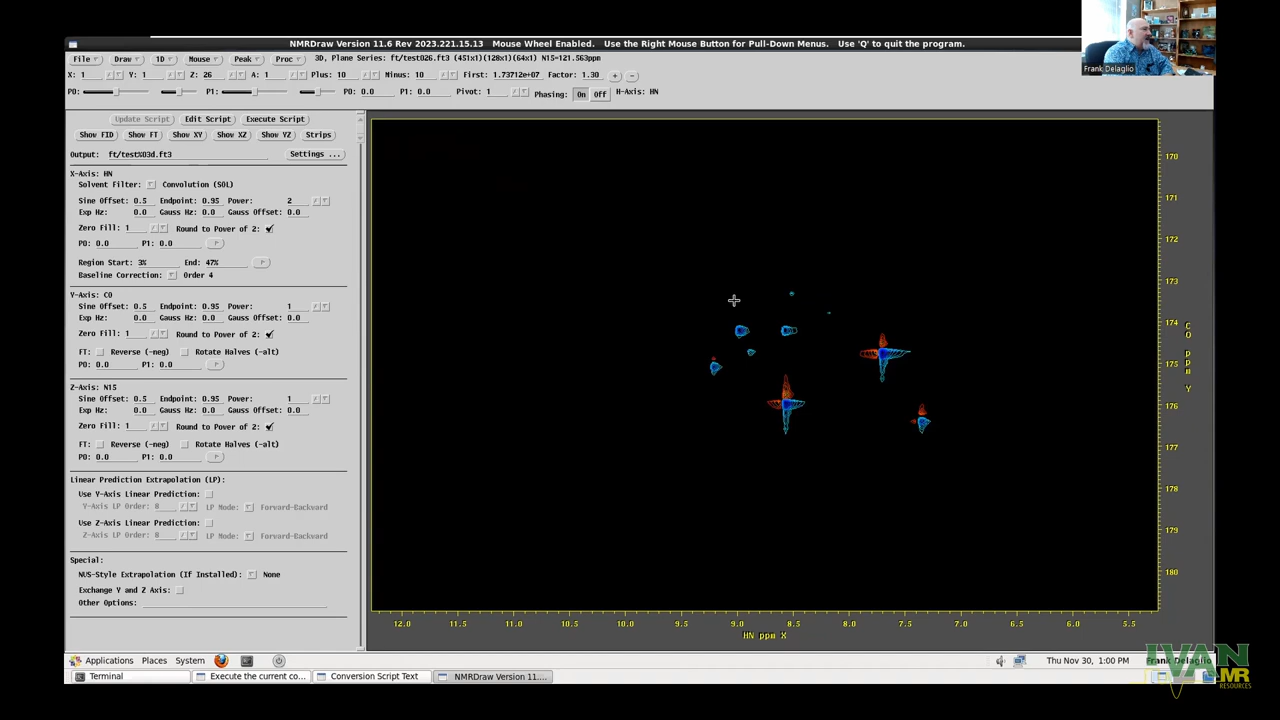 NMRDraw Version 11.6 Rev 2023.221.15.13 Mouse Wheel Enabled. Use the Right Mouse Button for Pull-Down Menus. Use 'Q' to quit the program.
File Draw 1D Mouse Peak Proc 3D, Plane Series: ft/test026.ft3 (451x1)(128x1)(64x1) N15=121.563ppm
X: 1 Y: 1 Z: 26 A: 1 Plus: 10 Minus: 10 First: 1.73712e+07 Factor: 1.30 + -
P0: P1: P0: 0.0 P1: 0.0 Pivot: 1 Phasing: On Off H-Axis: HN
Frank Delaglio
Update Script Edit Script Execute Script
Show FID Show FT Show XY Show XZ Show YZ Strips
Output: ft/test%03d.ft3 Settings ...
X-Axis: HN
Solvent Filter: Convolution (SOL)
Sine Offset: 0.5 Endpoint: 0.95 Power: 2
Exp Hz: 0.0 Gauss Hz: 0.0 Gauss Offset: 0.0
Zero Fill: 1 Round to Power of 2:
P0: 0.0 P1: 0.0
Region Start: 3% End: 47%
Baseline Correction: Order 4
Y-Axis: CO
Sine Offset: 0.5 Endpoint: 0.95 Power: 1
Exp Hz: 0.0 Gauss Hz: 0.0 Gauss Offset: 0.0
Zero Fill: 1 Round to Power of 2:
FT: Reverse (-neg) Rotate Halves (-alt)
P0: 0.0 P1: 0.0
Z-Axis: N15
Sine Offset: 0.5 Endpoint: 0.95 Power: 1
Exp Hz: 0.0 Gauss Hz: 0.0 Gauss Offset: 0.0
Zero Fill: 1 Round to Power of 2:
FT: Reverse (-neg) Rotate Halves (-alt)
P0: 0.0 P1: 0.0
Linear Prediction Extrapolation (LP):
Use Y-Axis Linear Prediction:
Y-Axis LP Order: 8 LP Mode: Forward-Backward
Use Z-Axis Linear Prediction:
Z-Axis LP Order: 8 LP Mode: Forward-Backward
Special:
NUS-Style Extrapolation (If Installed): None
Exchange Y and Z Axis:
Other Options:
170
171
172
173
174
175
176
177
178
179
180
CO ppm Y
12.0 11.5 11.0 10.5 10.0 9.5 9.0 8.5 8.0 7.5 7.0 6.5 6.0 5.5
HN ppm X
Applications Places System Thu Nov 30, 1:00 PM Frank Delaglio
Terminal Execute the current co... Conversion Script Text NMRDraw Version 11....
IVAN
NMR
RESOURCES